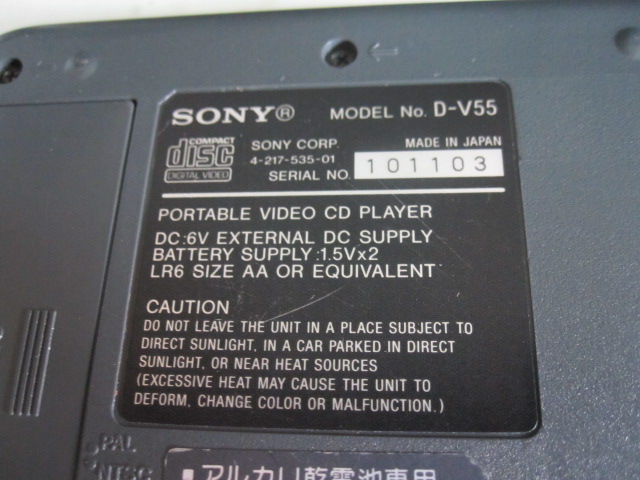 SONY® MODEL No. D-V55
COMPACT disc DIGITAL VIDEO
SONY CORP. MADE IN JAPAN
4-217-535-01
SERIAL NO. 101103
PORTABLE VIDEO CD PLAYER
DC:6V EXTERNAL DC SUPPLY
BATTERY SUPPLY:1.5V×2
LR6 SIZE AA OR EQUIVALENT
CAUTION
DO NOT LEAVE THE UNIT IN A PLACE SUBJECT TO
DIRECT SUNLIGHT, IN A CAR PARKED IN DIRECT
SUNLIGHT, OR NEAR HEAT SOURCES
(EXCESSIVE HEAT MAY CAUSE THE UNIT TO
DEFORM, CHANGE COLOR OR MALFUNCTION.)
PAL
NTSC
■アルカリ乾電池専用